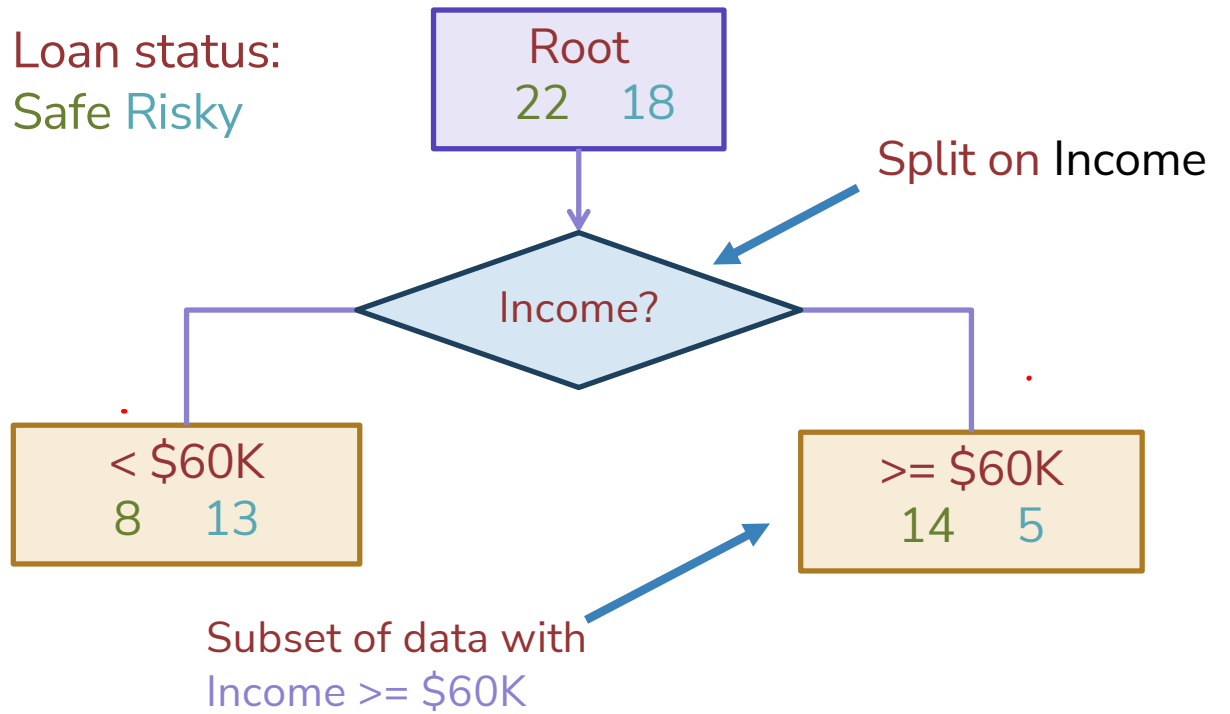 Loan status:
Safe Risky
Root
22 18
Split on Income
Income?
< $60K
8 13
>= $60K
14 5
Subset of data with
Income >= $60K